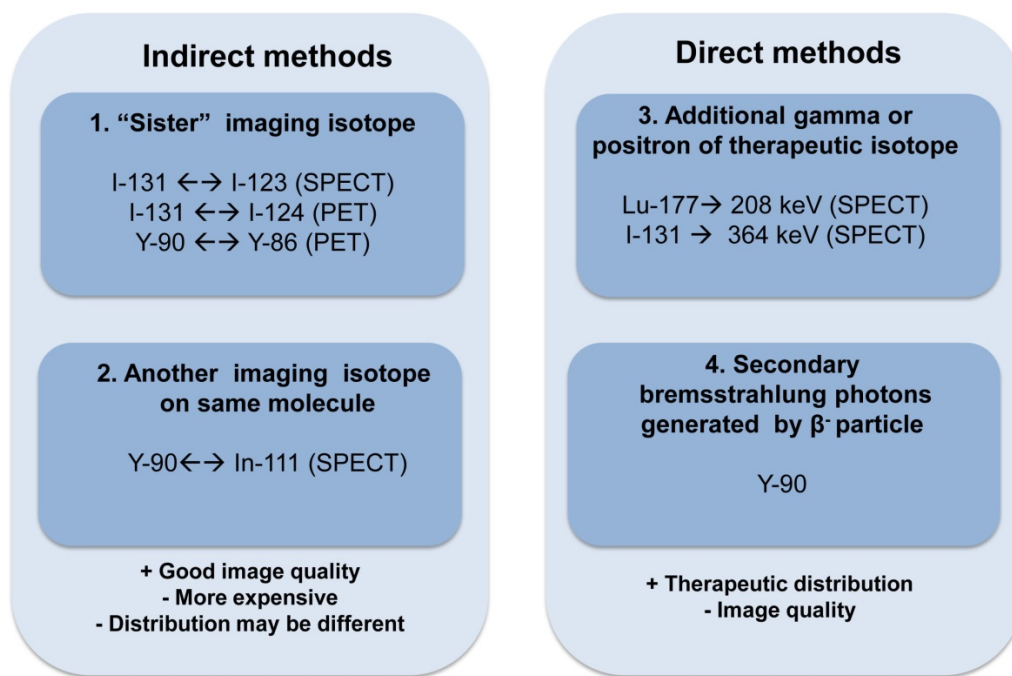 Indirect methods
1. “Sister” imaging isotope
I-131 ←→ I-123 (SPECT)
I-131 ←→ I-124 (PET)
Y-90 ←→ Y-86 (PET)
2. Another imaging isotope
on same molecule
Y-90←→ In-111 (SPECT)
+ Good image quality
- More expensive
- Distribution may be different
Direct methods
3. Additional gamma or
positron of therapeutic isotope
Lu-177→ 208 keV (SPECT)
I-131 → 364 keV (SPECT)
4. Secondary
bremsstrahlung photons
generated by β- particle
Y-90
+ Therapeutic distribution
- Image quality